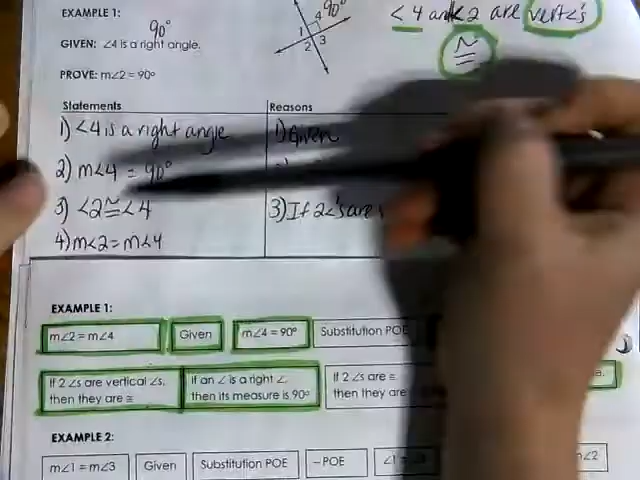 EXAMPLE 1:
90°
4 90°
<4 and <2 are vert<'s
GIVEN: ∠4 is a right angle.
1
2 3
≅
PROVE: m∠2 = 90°
Statements Reasons
1) <4 is a right angle 1) Given
2) m<4 = 90°
3) <2 ≅ <4 3) If 2<'s are
4) m<2 = m<4
EXAMPLE 1:
m∠2 = m∠4 Given m∠4 = 90° Substitution POE
If 2 ∠s are vertical ∠s, If an ∠ is a right ∠, If 2 ∠s are ≅
then they are ≅ then its measure is 90° then they
EXAMPLE 2:
m∠1 = m∠3 Given Substitution POE –POE ∠1